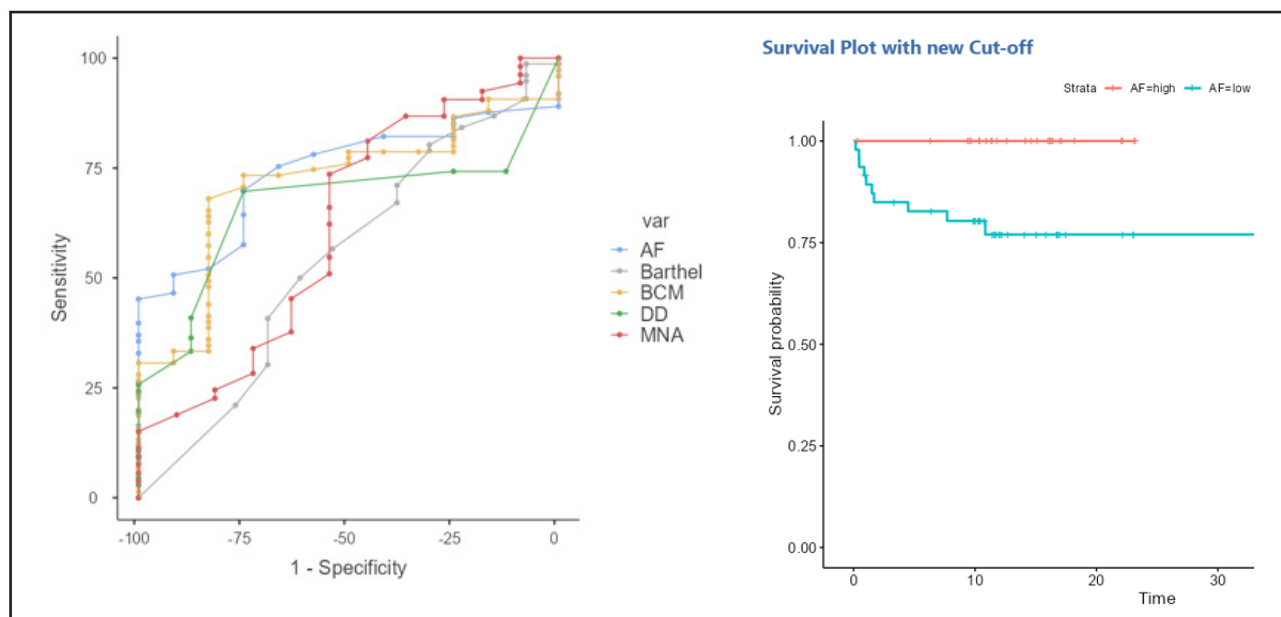 100
75
50
25
0
Sensitivity
-100
-75
-50
-25
0
1 - Specificity
var
AF
Barthel
BCM
DD
MNA
Survival Plot with new Cut-off
Strata AF=high AF=low
1.00
0.75
0.50
0.25
0.00
Survival probability
0
10
20
30
Time